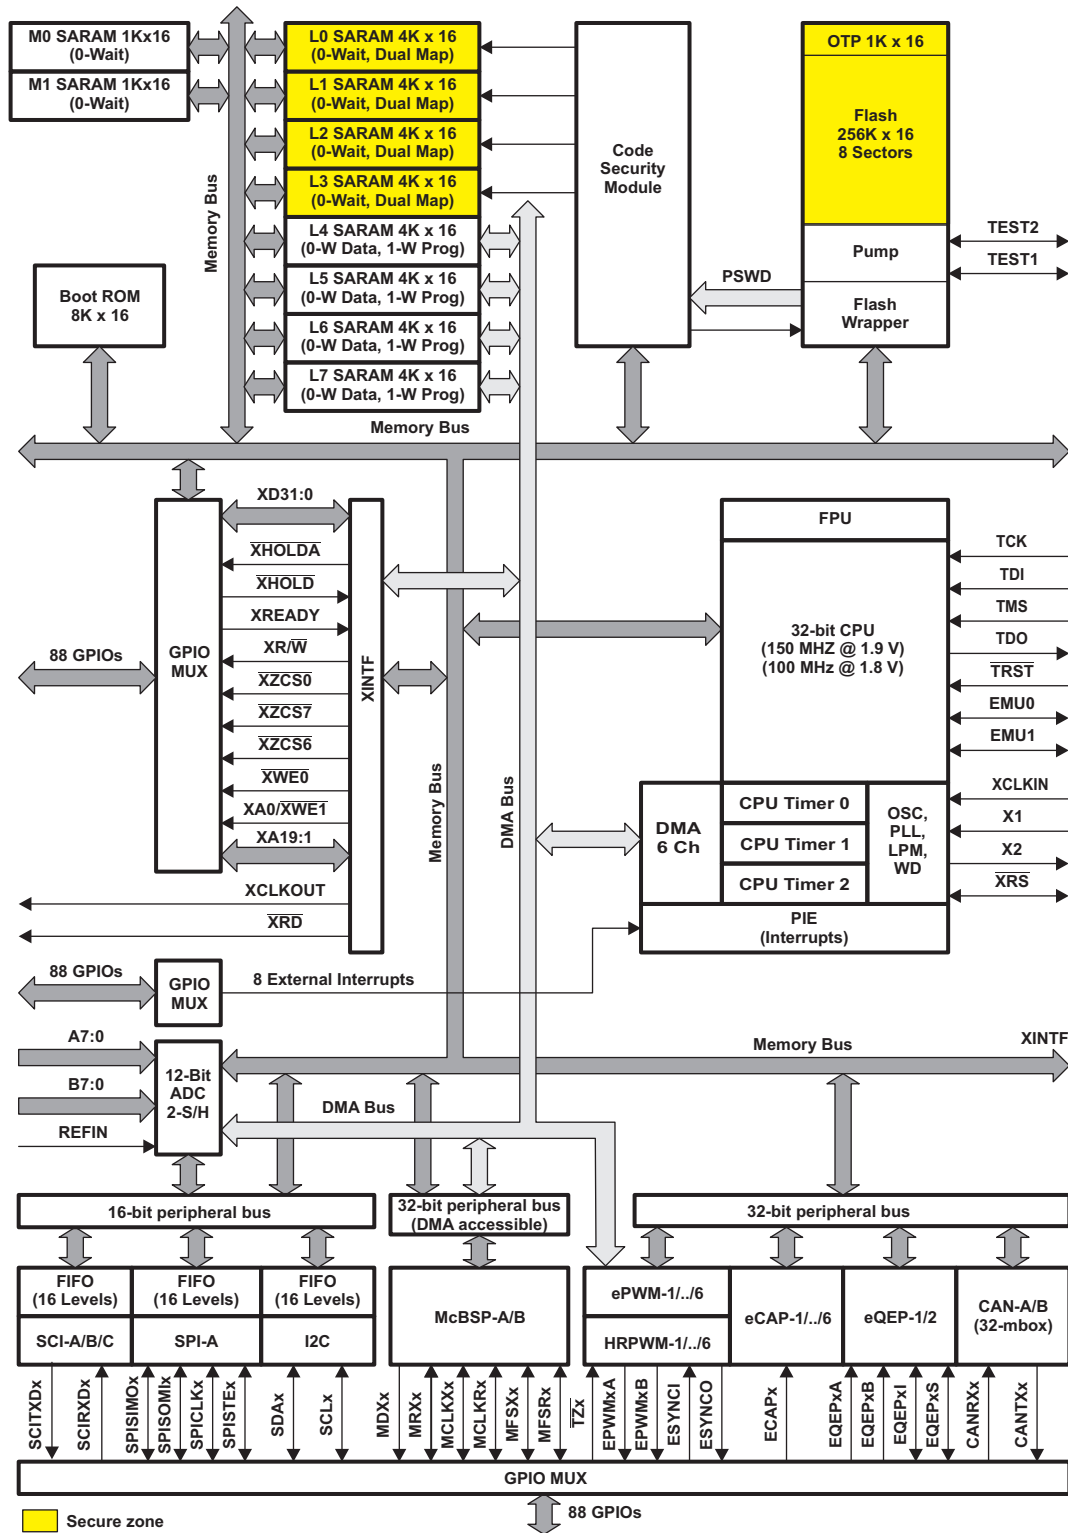 M0 SARAM 1Kx16
(0-Wait)
M1 SARAM 1Kx16
(0-Wait)
L0 SARAM 4K x 16
(0-Wait, Dual Map)
L1 SARAM 4K x 16
(0-Wait, Dual Map)
L2 SARAM 4K x 16
(0-Wait, Dual Map)
L3 SARAM 4K x 16
(0-Wait, Dual Map)
L4 SARAM 4K x 16
(0-W Data, 1-W Prog)
L5 SARAM 4K x 16
(0-W Data, 1-W Prog)
L6 SARAM 4K x 16
(0-W Data, 1-W Prog)
L7 SARAM 4K x 16
(0-W Data, 1-W Prog)
Memory Bus
Boot ROM
8K x 16
Code
Security
Module
OTP 1K x 16
Flash
256K x 16
8 Sectors
Pump
Flash
Wrapper
TEST2
TEST1
PSWD
Memory Bus
XD31:0
XHOLDA
XHOLD
XREADY
XR/W
XZCS0
XZCS7
XZCS6
XWE0
XA0/XWE1
XA19:1
XCLKOUT
XRD
88 GPIOs
GPIO
MUX
XINTF
Memory Bus
DMA Bus
FPU
32-bit CPU
(150 MHZ @ 1.9 V)
(100 MHz @ 1.8 V)
TCK
TDI
TMS
TDO
TRST
EMU0
EMU1
XCLKIN
X1
X2
XRS
DMA
6 Ch
CPU Timer 0
CPU Timer 1
CPU Timer 2
OSC,
PLL,
LPM,
WD
PIE
(Interrupts)
88 GPIOs
GPIO
MUX
8 External Interrupts
A7:0
B7:0
REFIN
12-Bit
ADC
2-S/H
Memory Bus
XINTF
DMA Bus
16-bit peripheral bus
32-bit peripheral bus
(DMA accessible)
32-bit peripheral bus
FIFO
(16 Levels)
FIFO
(16 Levels)
FIFO
(16 Levels)
SCI-A/B/C
SPI-A
I2C
McBSP-A/B
ePWM-1/../6
HRPWM-1/../6
eCAP-1/../6
eQEP-1/2
CAN-A/B
(32-mbox)
SCITXDx
SCIRXDx
SPISIMOx
SPISOMIx
SPICLKx
SPISTEx
SDAx
SCLx
MDXx
MRXx
MCLKXx
MCLKRx
MFSXx
MFSRx
TZx
EPWMxA
EPWMxB
ESYNCI
ESYNCO
ECAPx
EQEPxA
EQEPxB
EQEPxI
EQEPxS
CANRXx
CANTXx
GPIO MUX
88 GPIOs
Secure zone